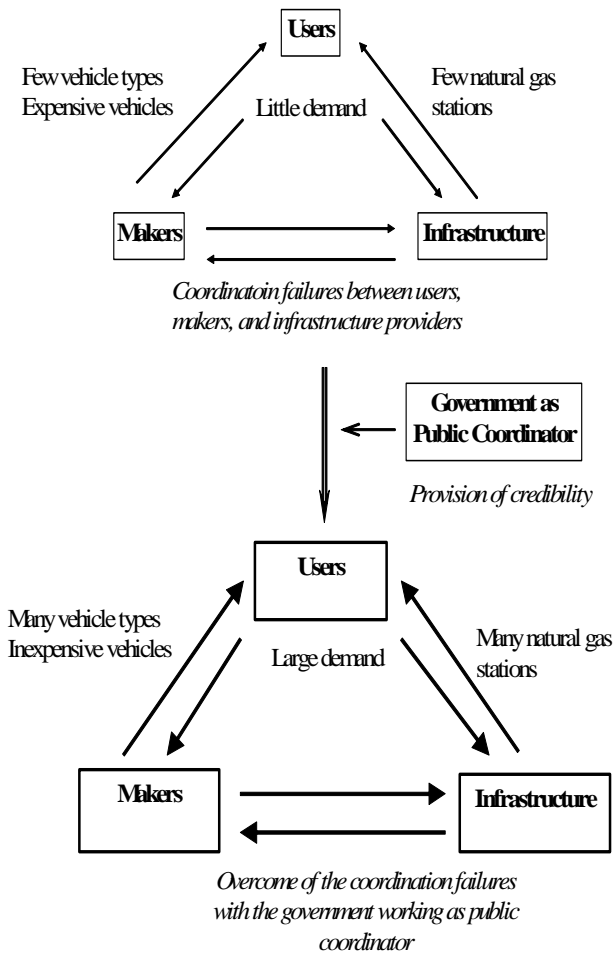 Users
Few vehicle types
Expensive vehicles
Few natural gas
stations
Little demand
Makers
Infrastructure
Coordinatoin failures between users,
makers, and infrastructure providers
Government as
Public Coordinator
Provision of credibility
Users
Many vehicle types
Inexpensive vehicles
Many natural gas
stations
Large demand
Makers
Infrastructure
Overcome of the coordination failures
with the government working as public
coordinator